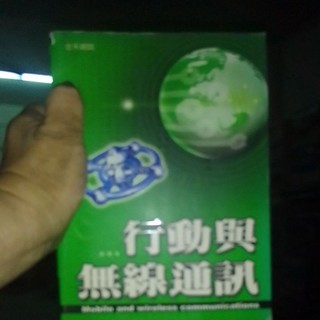 行動與
無線通訊
Mobile and wireless communications